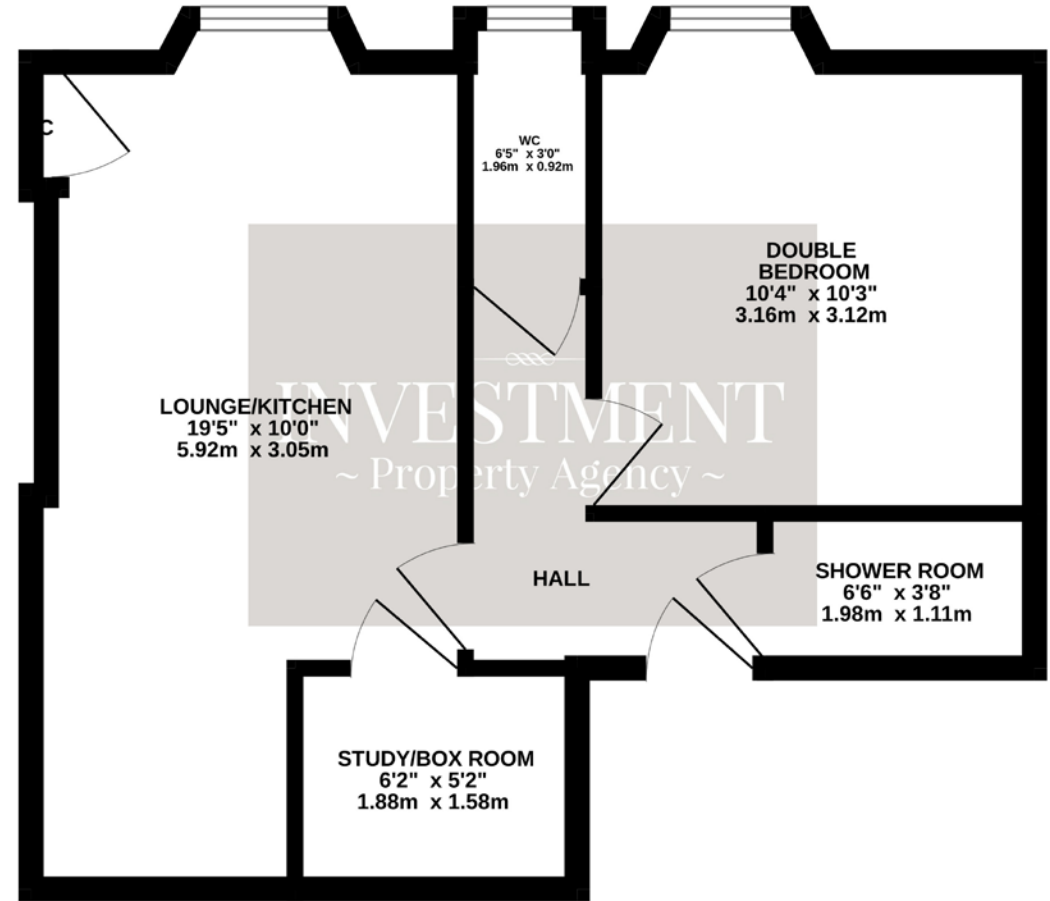 C
WC
6'5" x 3'0"
1.96m x 0.92m
DOUBLE
BEDROOM
10'4" x 10'3"
3.16m x 3.12m
INVESTMENT
~ Property Agency ~
LOUNGE/KITCHEN
19'5" x 10'0"
5.92m x 3.05m
HALL
SHOWER ROOM
6'6" x 3'8"
1.98m x 1.11m
STUDY/BOX ROOM
6'2" x 5'2"
1.88m x 1.58m